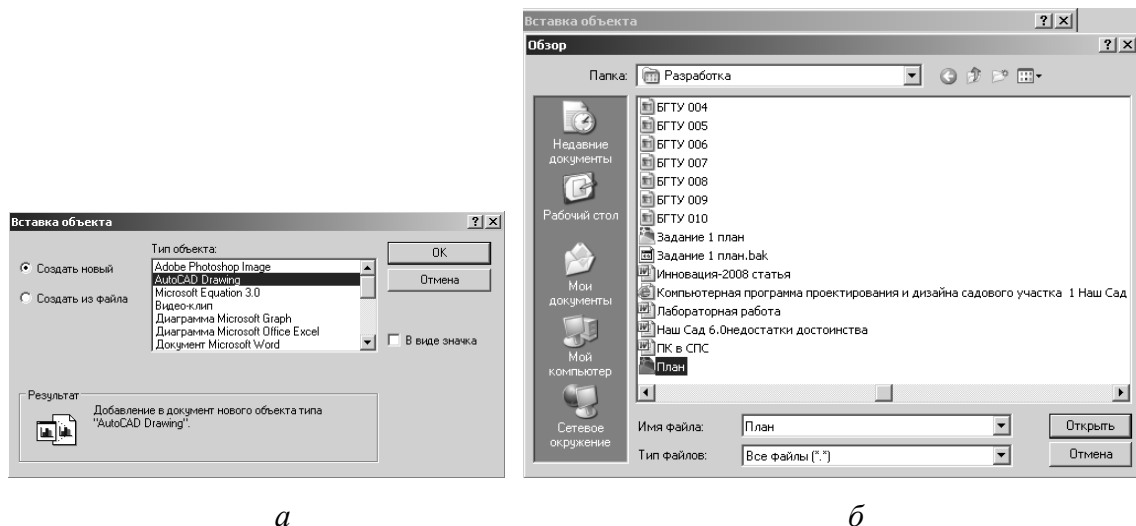 Вставка объекта
Создать новый
Создать из файла
Тип объекта:
Adobe Photoshop Image
AutoCAD Drawing
Microsoft Equation 3.0
Видео-клип
Диаграмма Microsoft Graph
Диаграмма Microsoft Office Excel
Документ Microsoft Word
OK
Отмена
В виде значка
Результат
Добавление в документ нового объекта типа
"AutoCAD Drawing".
а
Вставка объекта
Обзор
Папка:
Разработка
Недавние
документы
Рабочий стол
Мои
документы
Мой
компьютер
Сетевое
окружение
БГТУ 004
БГТУ 005
БГТУ 006
БГТУ 007
БГТУ 008
БГТУ 009
БГТУ 010
Задание 1 план
Задание 1 план.bak
Инновация-2008 статья
Компьютерная программа проектирования и дизайна садового участка 1 Наш Сад
Лабораторная работа
Наш Сад 6.0недостатки достоинства
ПК в СПС
План
Имя файла:
План
Открыть
Тип файлов:
Все файлы (*.*)
Отмена
б